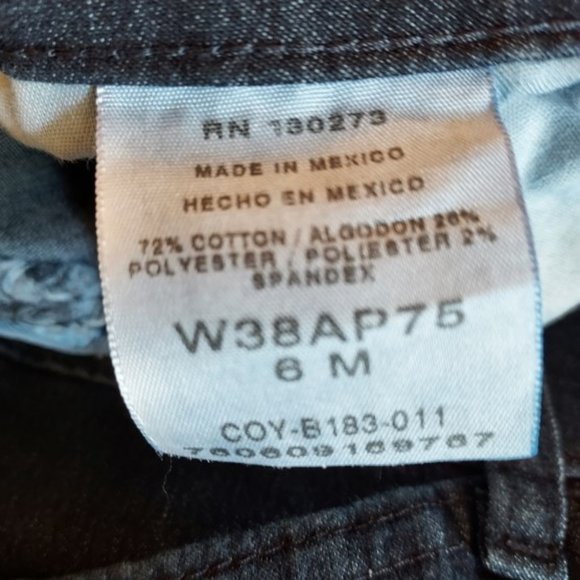 RN 130273
MADE IN MEXICO
HECHO EN MEXICO
72% COTTON / ALGODON 26%
POLYESTER / POLIESTER 2%
SPANDEX
W38AP75
6 M
COY-B183-011
760609169767